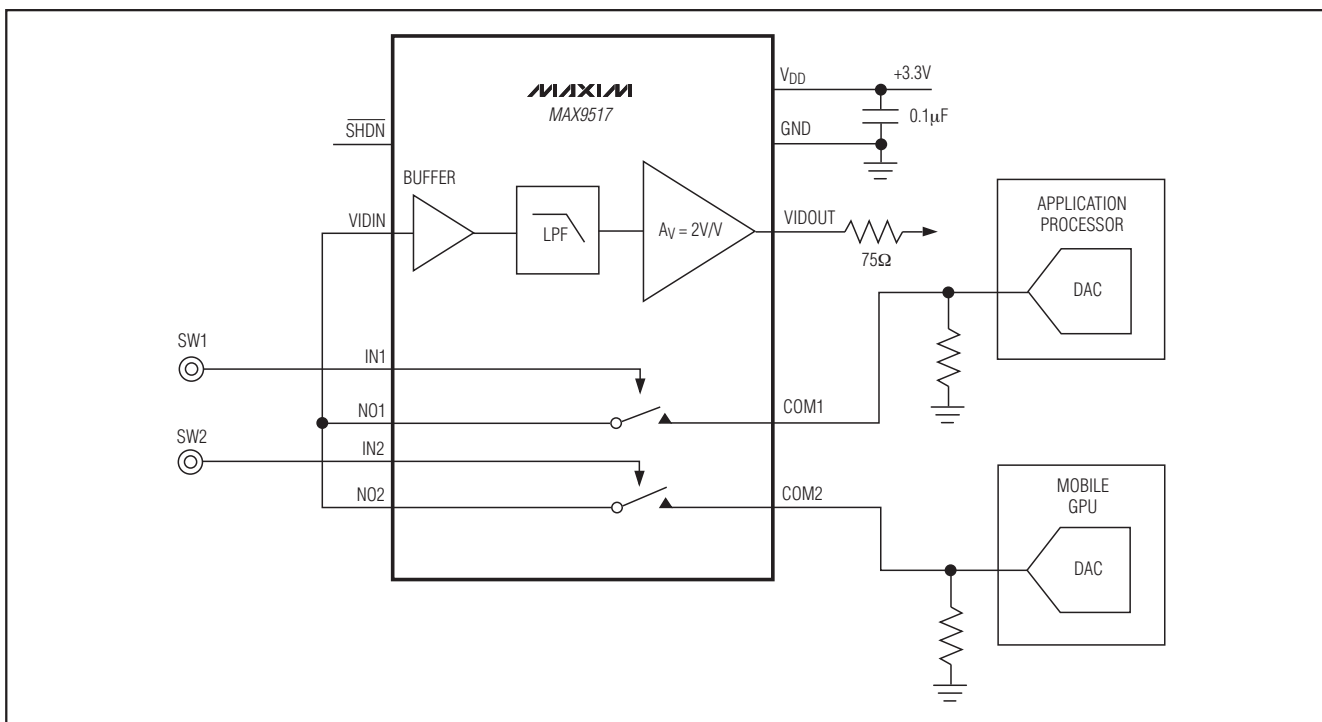 MAXIM
MAX9517
SHDN
VDD
+3.3V
0.1µF
GND
BUFFER
VIDIN
LPF
AV = 2V/V
VIDOUT
75Ω
APPLICATION
PROCESSOR
DAC
SW1
IN1
NO1
COM1
SW2
IN2
NO2
COM2
MOBILE
GPU
DAC